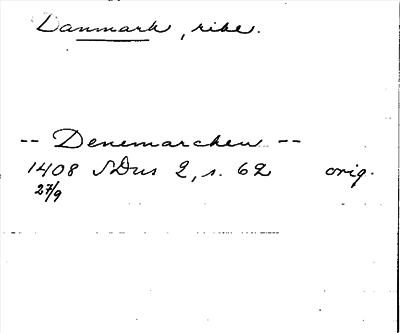 Danmark, rike.
-- Denemarchen --
1408 SDns 2, s. 62 orig.
27/9